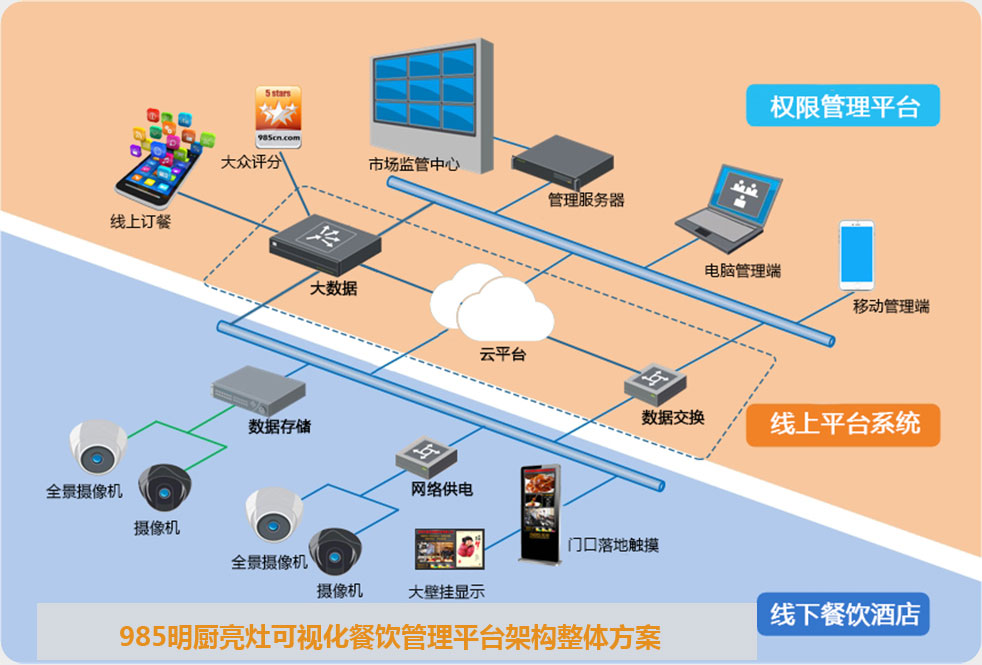 5 stars
985cn.com
大众评分
市场监管中心
权限管理平台
管理服务器
线上订餐
电脑管理端
大数据
移动管理端
云平台
数据交换
线上平台系统
数据存储
全景摄像机
摄像机
网络供电
全景摄像机
摄像机
大壁挂显示
门口落地触摸
线下餐饮酒店
985明厨亮灶可视化餐饮管理平台架构整体方案